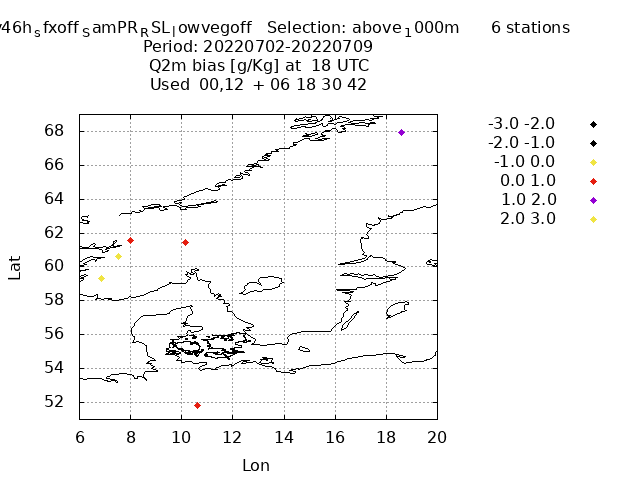 v46h_sfxoff_SamPR_RSL_lowvegoff Selection: above_1000m 6 stations
Period: 20220702-20220709
Q2m bias [g/Kg] at 18 UTC
Used 00,12 + 06 18 30 42
68
66
64
62
60
58
56
54
52
6 8 10 12 14 16 18 20
Lat
Lon
-3.0 -2.0
-2.0 -1.0
-1.0 0.0
0.0 1.0
1.0 2.0
2.0 3.0